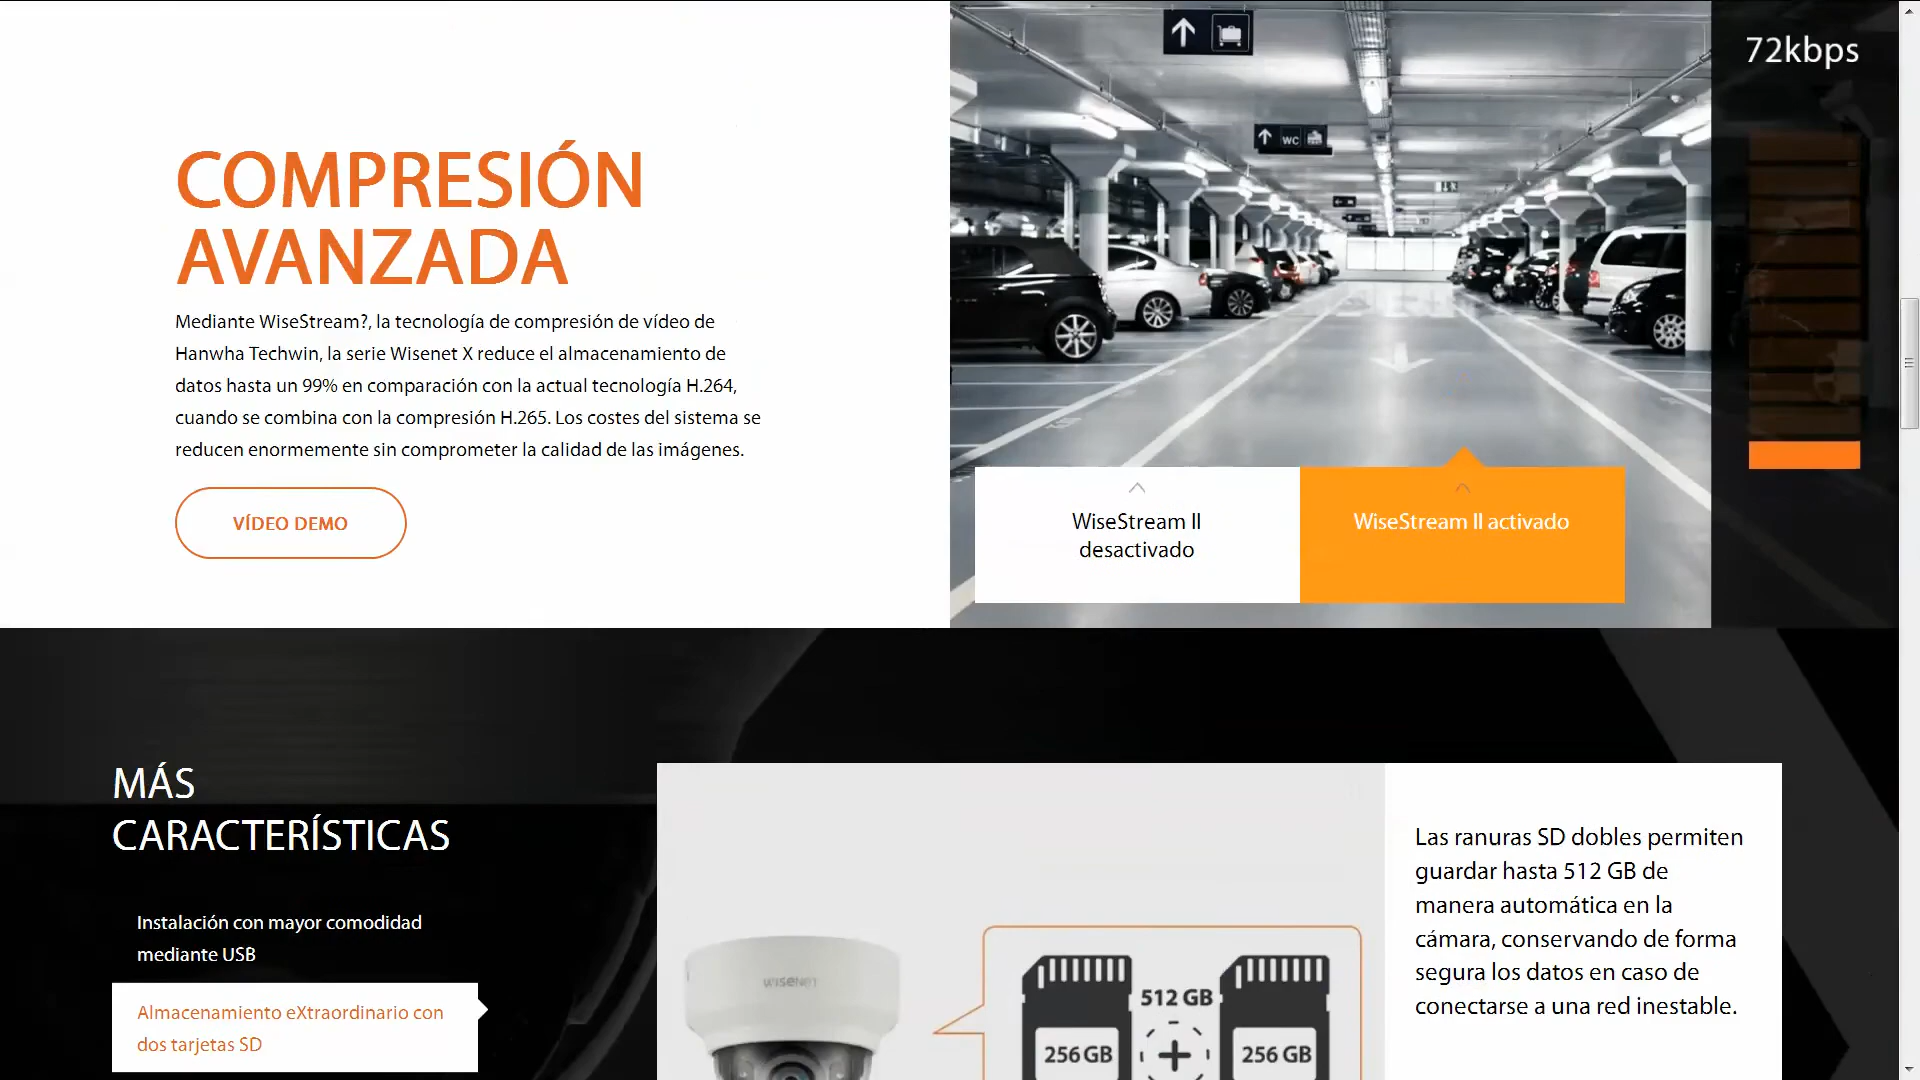 72kbps
WC
COMPRESIÓN
AVANZADA
Mediante WiseStream?, la tecnología de compresión de vídeo de
Hanwha Techwin, la serie Wisenet X reduce el almacenamiento de
datos hasta un 99% en comparación con la actual tecnología H.264,
cuando se combina con la compresión H.265. Los costes del sistema se
reducen enormemente sin comprometer la calidad de las imágenes.
VÍDEO DEMO
WiseStream II
desactivado
WiseStream II activado
MÁS
CARACTERÍSTICAS
Instalación con mayor comodidad
mediante USB
Almacenamiento eXtraordinario con
dos tarjetas SD
WISENET
512 GB
256 GB
256 GB
Las ranuras SD dobles permiten
guardar hasta 512 GB de
manera automática en la
cámara, conservando de forma
segura los datos en caso de
conectarse a una red inestable.